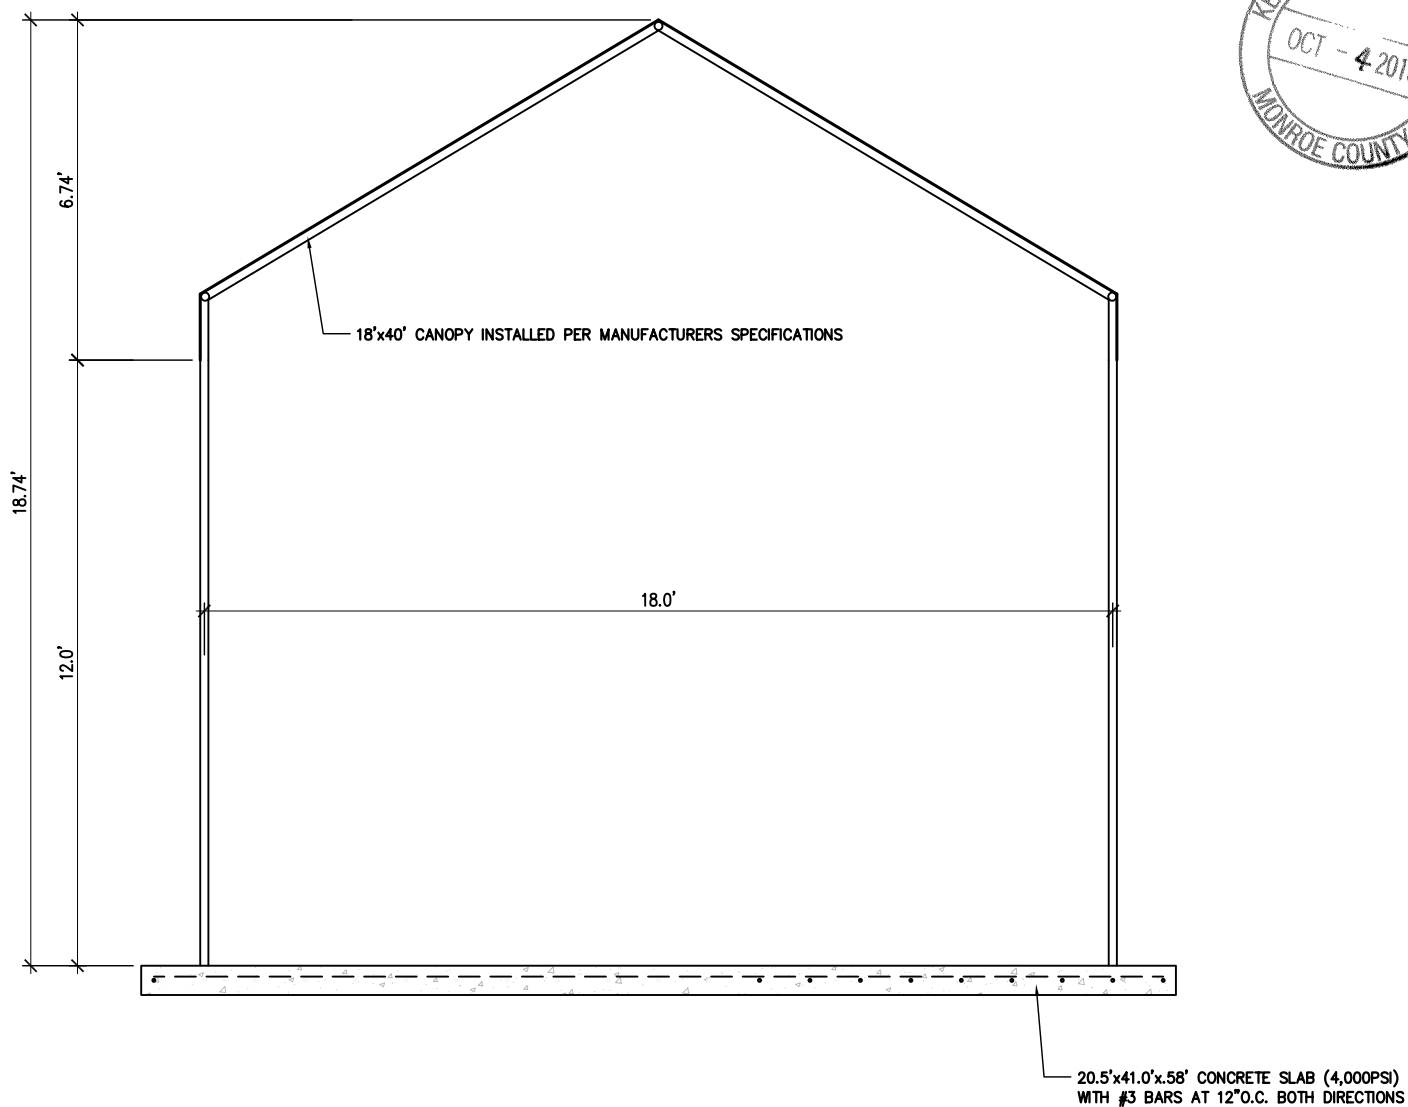 OCT - 4 201
MONROE COUNTY
6.74'
18'x40' CANOPY INSTALLED PER MANUFACTURERS SPECIFICATIONS
18.74'
18.0'
12.0'
20.5'x41.0'x.58' CONCRETE SLAB (4,000PSI)
WITH #3 BARS AT 12"O.C. BOTH DIRECTIONS